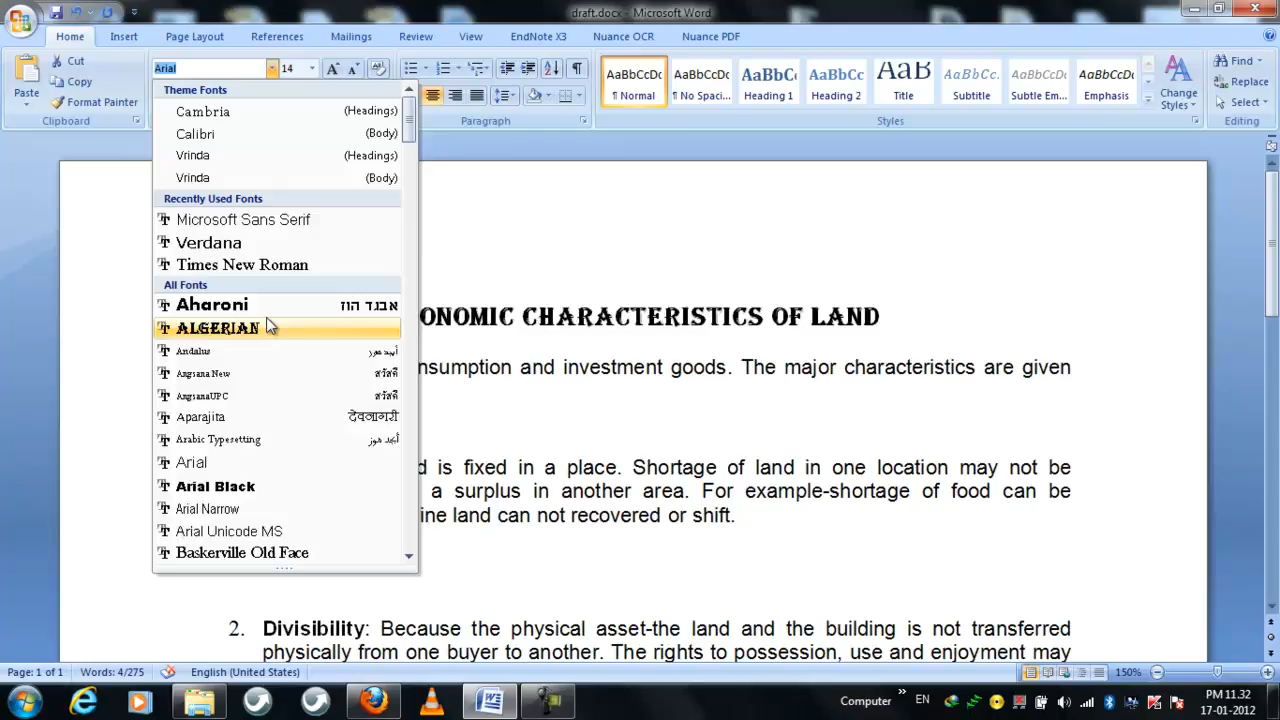 draft.docx - Microsoft Word
Home Insert Page Layout References Mailings Review View EndNote X3 Nuance OCR Nuance PDF
Paste
Cut
Copy
Format Painter
Clipboard
Arial 14
Paragraph
AaBbCcDc AaBbCcDc AaBbC AaBbCc AaB AaBbCc. AaBbCcDc AaBbCcDc
¶ Normal ¶ No Spaci... Heading 1 Heading 2 Title Subtitle Subtle Em... Emphasis
Change
Styles
Styles
Find
Replace
Select
Editing
Theme Fonts
Cambria (Headings)
Calibri (Body)
Vrinda (Headings)
Vrinda (Body)
Recently Used Fonts
Microsoft Sans Serif
Verdana
Times New Roman
All Fonts
Aharoni אבגד הוז
ALGERIAN
Andalus أبجد هوز
Angsana New สวัสดี
AngsanaUPC สวัสดี
Aparajita देवनागरी
Arabic Typesetting أبجد هوز
Arial
Arial Black
Arial Narrow
Arial Unicode MS
Baskerville Old Face
ONOMIC CHARACTERISTICS OF LAND
nsumption and investment goods. The major characteristics are given
d is fixed in a place. Shortage of land in one location may not be
a surplus in another area. For example-shortage of food can be
ine land can not recovered or shift.
2. Divisibility: Because the physical asset-the land and the building is not transferred
physically from one buyer to another. The rights to possession, use and enjoyment may
Page: 1 of 1 Words: 4/275 English (United States) 150%
Computer EN PM 11.32
17-01-2012